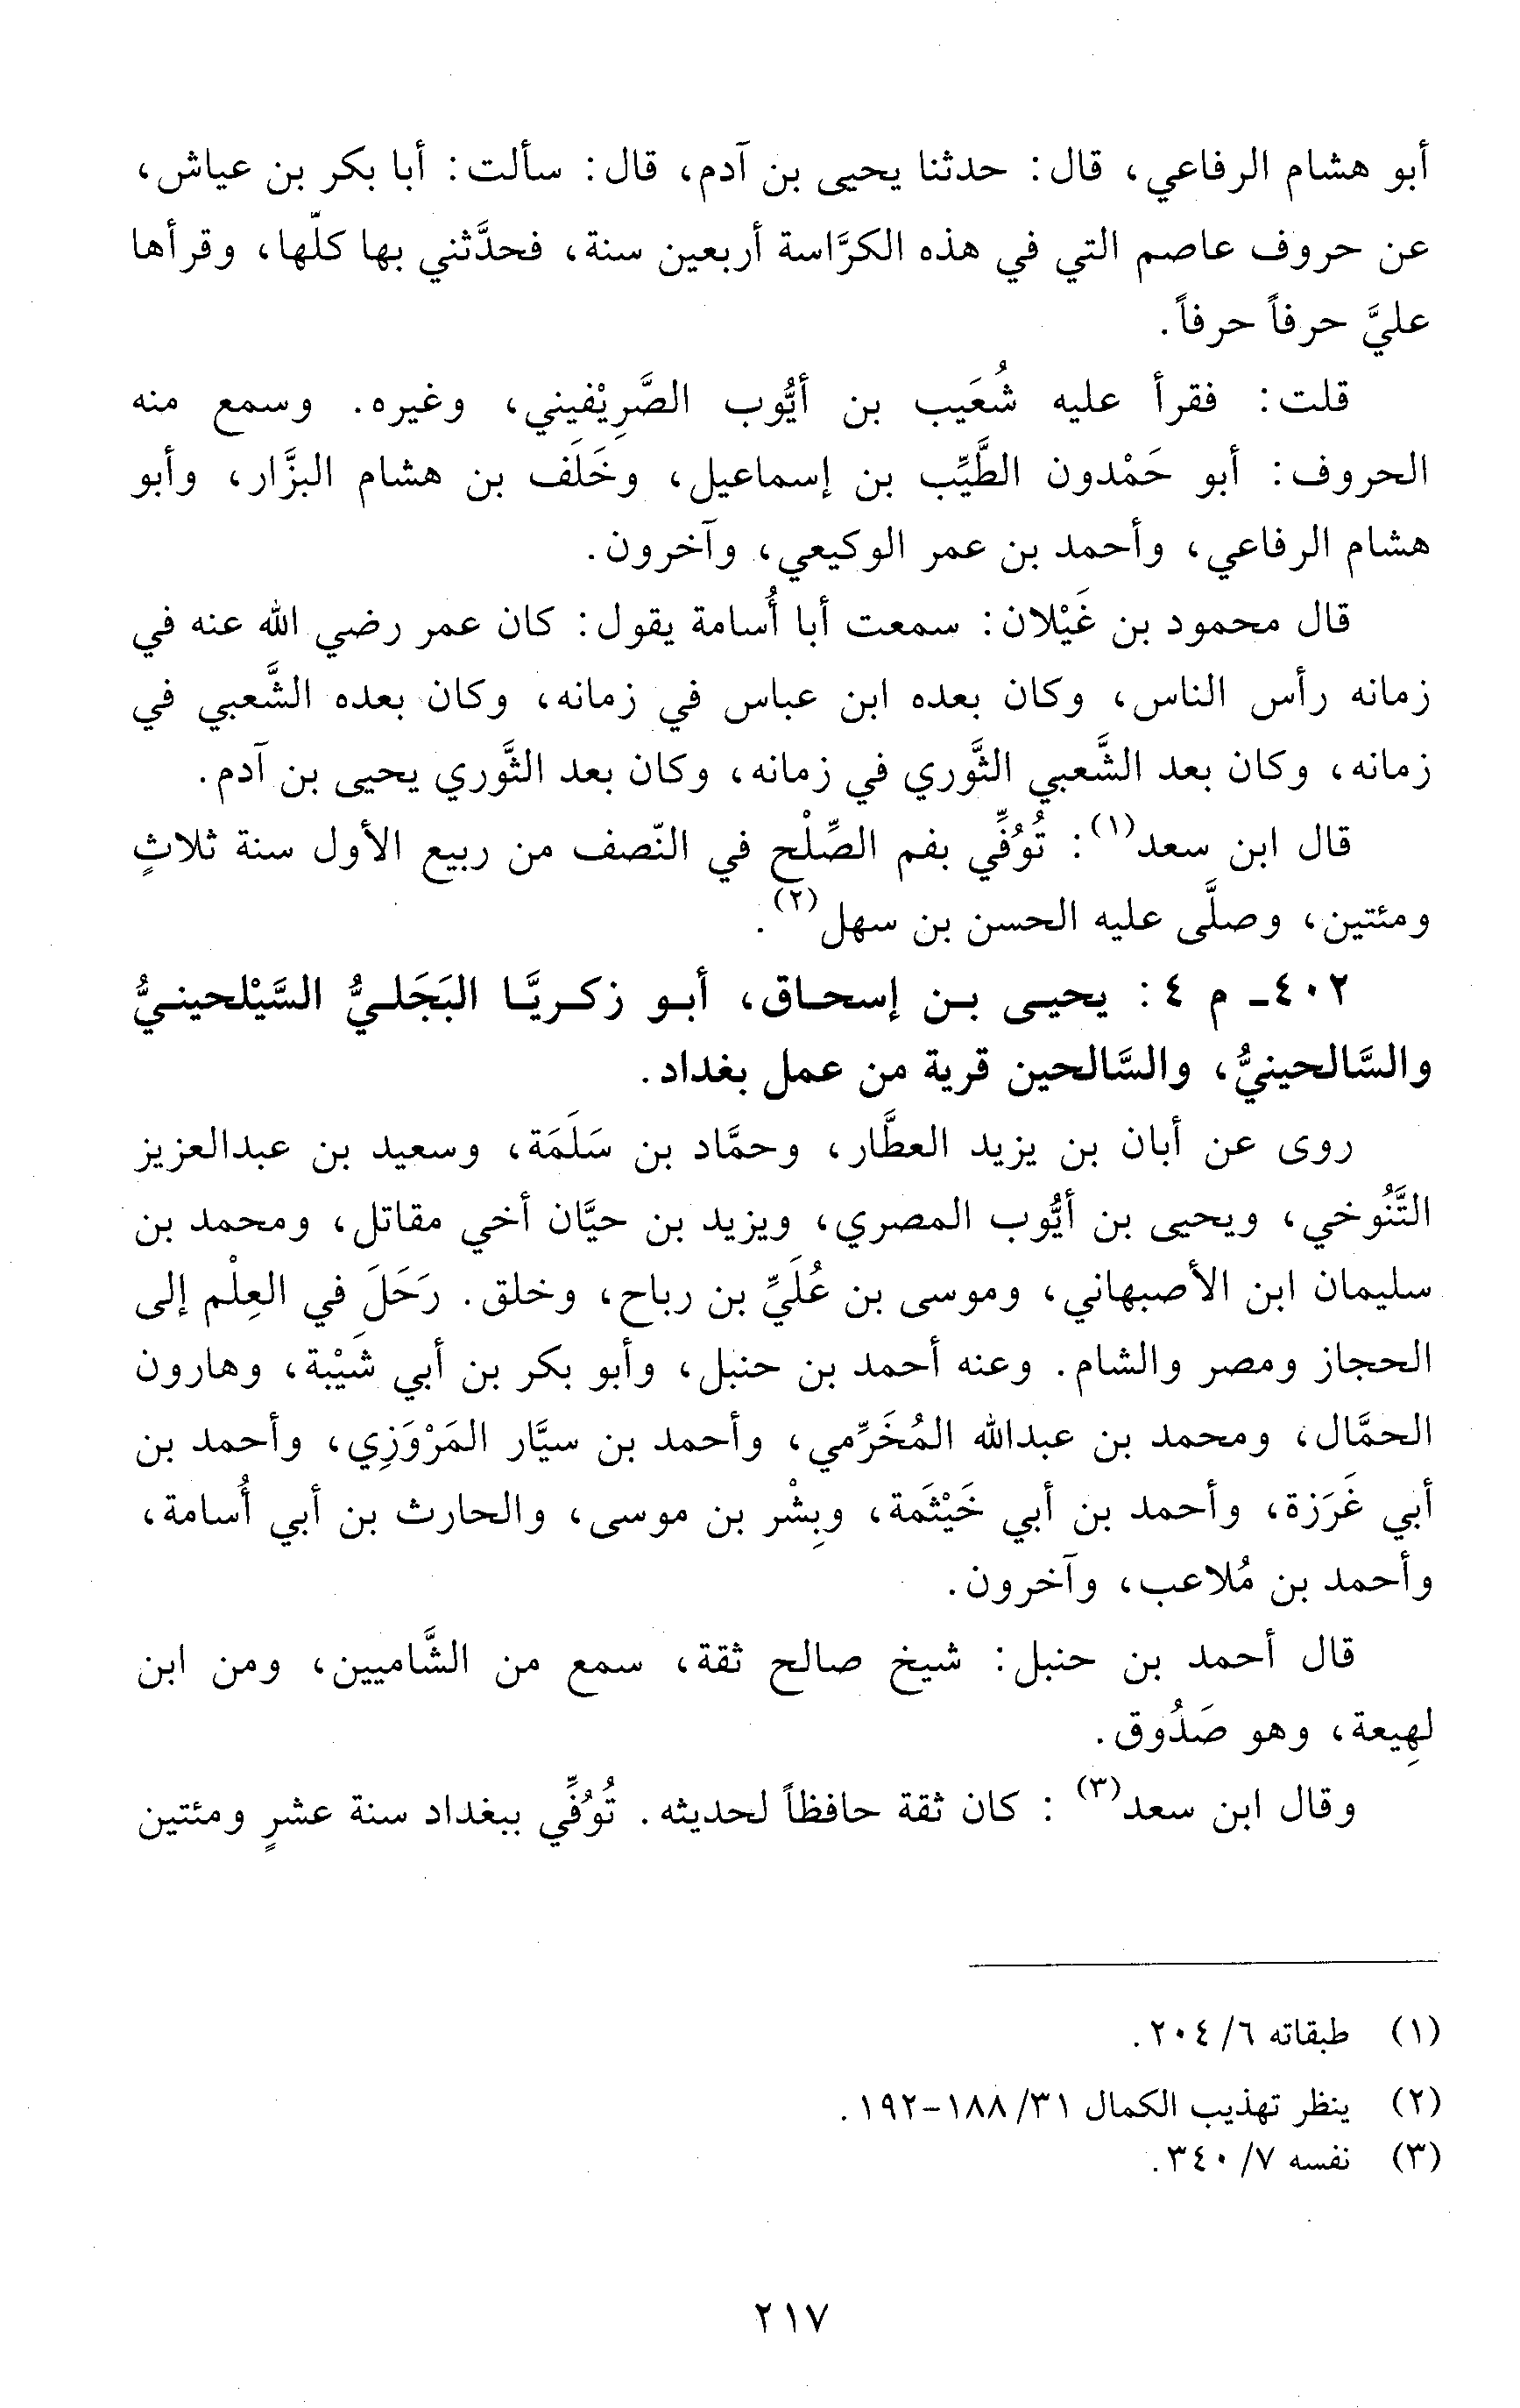 أبو هشام الرفاعي، قال: حدثنا يحيى بن آدم، قال: سألت: أبا بكر بن عياش،
عن حروف عاصم التي في هذه الكرَّاسة أربعين سنة، فحدَّثني بها كلّها، وقرأها
عليَّ حرفاً حرفاً.
قلت: فقرأ عليه شُعَيب بن أيُّوب الصَّرِيْفيني، وغيره. وسمع منه
الحروف: أبو حَمْدون الطَّيِّب بن إسماعيل، وخَلَف بن هشام البزَّار، وأبو
هشام الرفاعي، وأحمد بن عمر الوكيعي، وآخرون.
قال محمود بن غَيْلان: سمعت أبا أُسامة يقول: كان عمر رضي الله عنه في
زمانه رأس الناس، وكان بعده ابن عباس في زمانه، وكان بعده الشَّعبي في
زمانه، وكان بعد الشَّعبي الثَّوري في زمانه، وكان بعد الثَّوري يحيى بن آدم.
قال ابن سعد(١): تُوُفِّي بفم الصِّلْح في النّصف من ربيع الأول سنة ثلاثٍ
ومئتين، وصلَّى عليه الحسن بن سهل(٢).
٤٠٢ـ م ٤: يحيى بن إسحاق، أبو زكريَّا البَجَليُّ السَّيْلحينيُّ
والسَّالحينيُّ، والسَّالحين قرية من عمل بغداد.
روى عن أبان بن يزيد العطَّار، وحمَّاد بن سَلَمَة، وسعيد بن عبدالعزيز
التَّنُوخي، ويحيى بن أيُّوب المصري، ويزيد بن حيَّان أخي مقاتل، ومحمد بن
سليمان ابن الأصبهاني، وموسى بن عُلَيِّ بن رباح، وخلق. رَحَلَ في العِلْم إلى
الحجاز ومصر والشام. وعنه أحمد بن حنبل، وأبو بكر بن أبي شَيْبة، وهارون
الحمَّال، ومحمد بن عبدالله المُخَرِّمي، وأحمد بن سيَّار المَرْوَزِي، وأحمد بن
أبي غَرَزة، وأحمد بن أبي خَيْثَمة، وبِشْر بن موسى، والحارث بن أبي أُسامة،
وأحمد بن مُلاعب، وآخرون.
قال أحمد بن حنبل: شيخ صالح ثقة، سمع من الشَّاميين، ومن ابن
لهِيعة، وهو صَدُوق.
وقال ابن سعد(٣): كان ثقة حافظاً لحديثه. تُوُفِّي ببغداد سنة عشرٍ ومئتين
(١) طبقاته ٦/ ٢٠٤.
(٢) ينظر تهذيب الكمال ٣١/ ١٨٨-١٩٢.
(٣) نفسه ٧/ ٣٤٠.
٢١٧